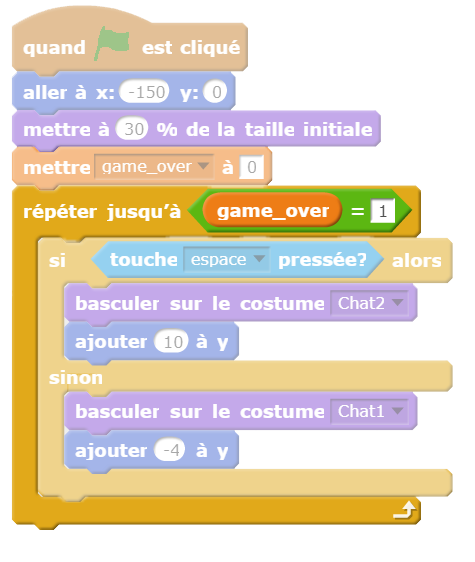 quand est cliqué
aller à x: -150 y: 0
mettre à 30 % de la taille initiale
mettre game_over à 0
répéter jusqu'à game_over = 1
si touche espace pressée? alors
basculer sur le costume Chat2
ajouter 10 à y
sinon
basculer sur le costume Chat1
ajouter -4 à y